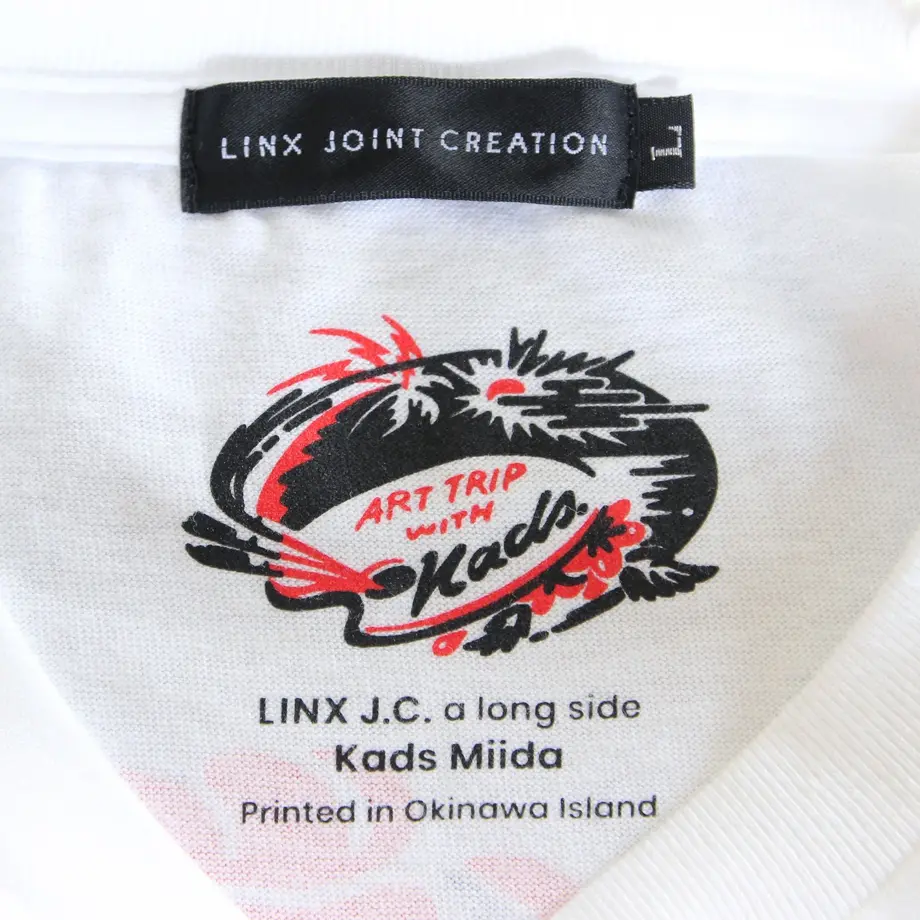 LINX JOINT CREATION
L
ART TRIP
WITH
Kads.
LINX J.C. a long side
Kads Miida
Printed in Okinawa Island